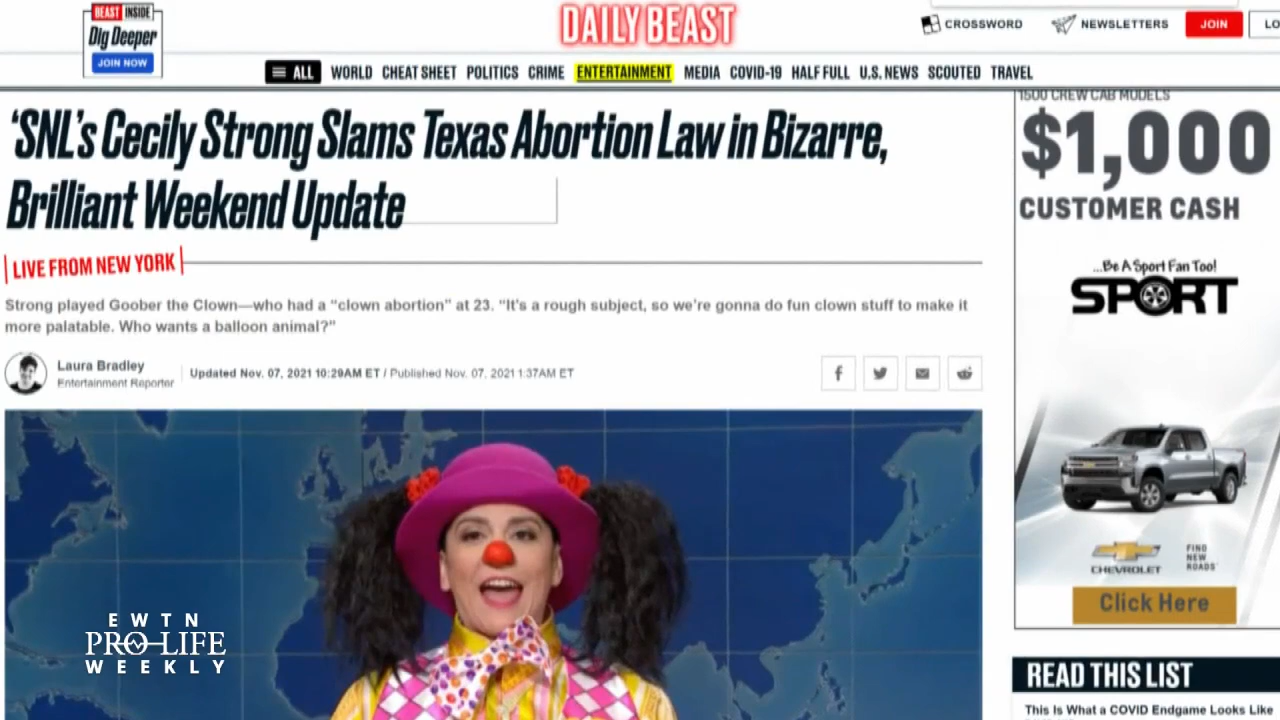 BEAST INSIDE
Dig Deeper
JOIN NOW
DAILY BEAST
CROSSWORD
NEWSLETTERS
JOIN
LO
ALL WORLD CHEAT SHEET POLITICS CRIME ENTERTAINMENT MEDIA COVID-19 HALF FULL U.S. NEWS SCOUTED TRAVEL
‘SNL’s Cecily Strong Slams Texas Abortion Law in Bizarre,
Brilliant Weekend Update
LIVE FROM NEW YORK
Strong played Goober the Clown—who had a “clown abortion” at 23. “It’s a rough subject, so we’re gonna do fun clown stuff to make it
more palatable. Who wants a balloon animal?”
Laura Bradley
Entertainment Reporter
Updated Nov. 07, 2021 10:29AM ET / Published Nov. 07, 2021 1:37AM ET
1500 CREW CAB MODELS
$1,000
CUSTOMER CASH
...Be A Sport Fan Too!
SPORT
CHEVROLET
FIND
NEW
ROADS
Click Here
READ THIS LIST
This Is What a COVID Endgame Looks Like
EWTN
PRO-LIFE
WEEKLY